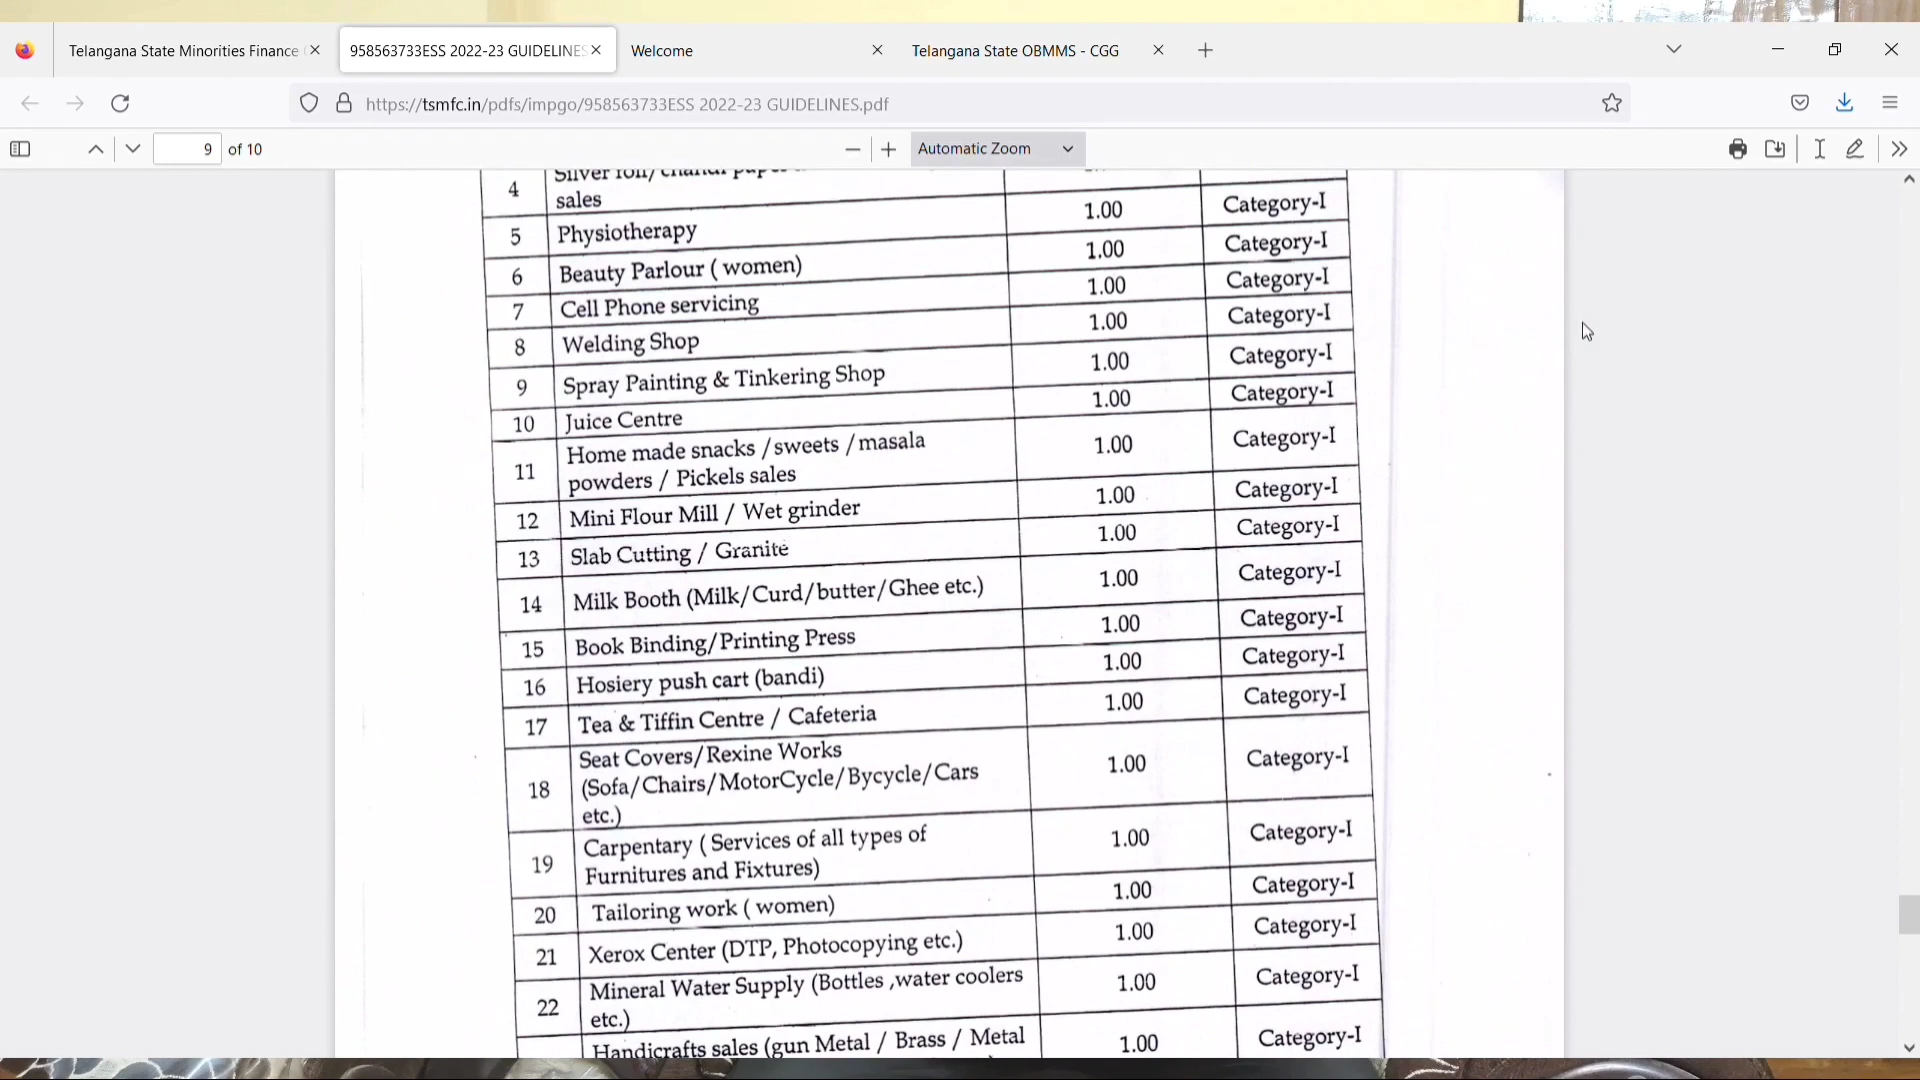 Telangana State Minorities Finance
958563733ESS 2022-23 GUIDELINES
Welcome
Telangana State OBMMS - CGG
https://tsmfc.in/pdfs/impgo/958563733ESS 2022-23 GUIDELINES.pdf
9 of 10
Automatic Zoom
4 Silver foil/
sales
5 Physiotherapy 1.00 Category-I
6 Beauty Parlour ( women) 1.00 Category-I
7 Cell Phone servicing 1.00 Category-I
8 Welding Shop 1.00 Category-I
9 Spray Painting & Tinkering Shop 1.00 Category-I
10 Juice Centre 1.00 Category-I
11 Home made snacks /sweets /masala 1.00 Category-I
powders / Pickels sales
12 Mini Flour Mill / Wet grinder 1.00 Category-I
13 Slab Cutting / Granite 1.00 Category-I
14 Milk Booth (Milk/Curd/butter/Ghee etc.) 1.00 Category-I
15 Book Binding/Printing Press 1.00 Category-I
16 Hosiery push cart (bandi) 1.00 Category-I
17 Tea & Tiffin Centre / Cafeteria 1.00 Category-I
18 Seat Covers/Rexine Works 1.00 Category-I
(Sofa/Chairs/MotorCycle/Bycycle/Cars
etc.)
19 Carpentary ( Services of all types of 1.00 Category-I
Furnitures and Fixtures)
20 Tailoring work ( women) 1.00 Category-I
21 Xerox Center (DTP, Photocopying etc.) 1.00 Category-I
22 Mineral Water Supply (Bottles ,water coolers 1.00 Category-I
etc.)
Handicrafts sales (gun Metal / Brass / Metal 1.00 Category-I